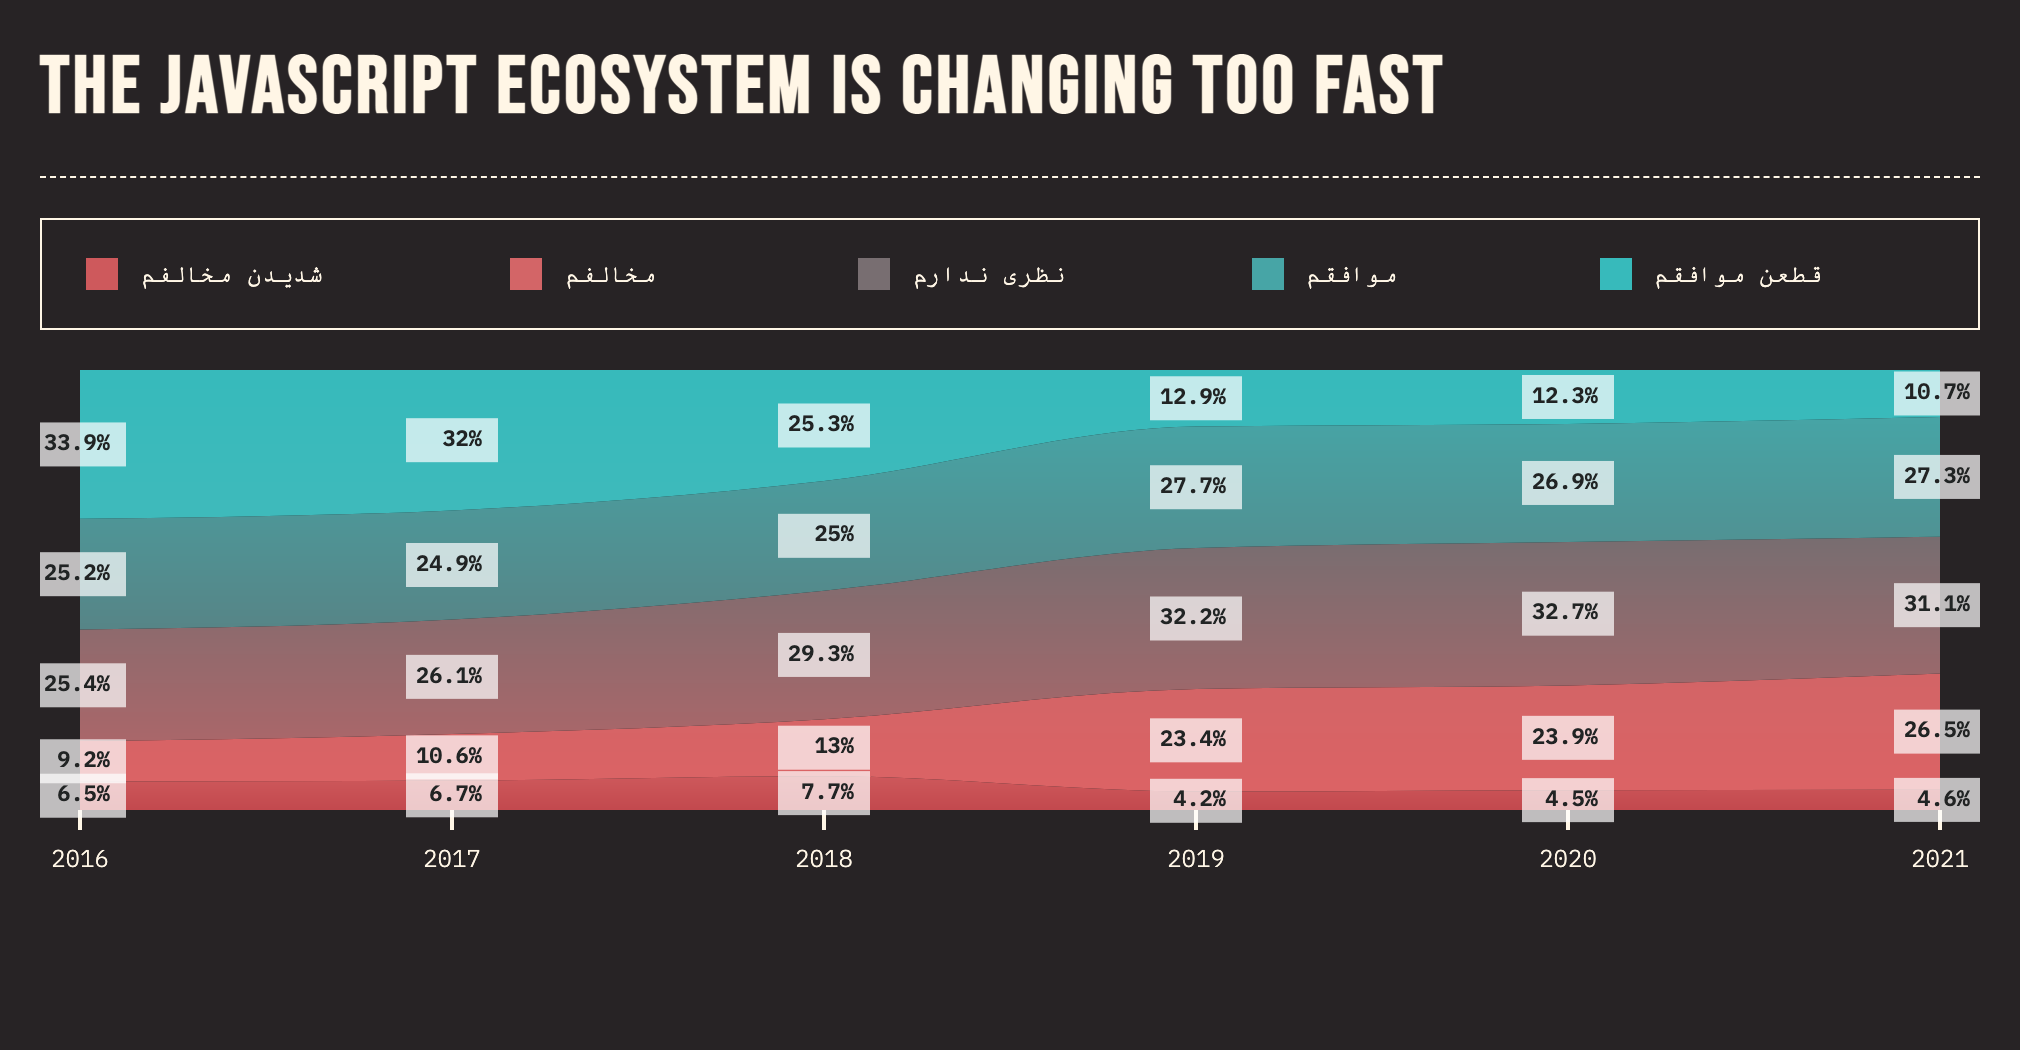 THE JAVASCRIPT ECOSYSTEM IS CHANGING TOO FAST
شدیدن مخالفم
مخالفم
نظری ندارم
موافقم
قطعن موافقم
33.9% 32% 25.3% 12.9% 12.3% 10.7%
25.2% 24.9% 25% 27.7% 26.9% 27.3%
25.4% 26.1% 29.3% 32.2% 32.7% 31.1%
9.2% 10.6% 13% 23.4% 23.9% 26.5%
6.5% 6.7% 7.7% 4.2% 4.5% 4.6%
2016 2017 2018 2019 2020 2021